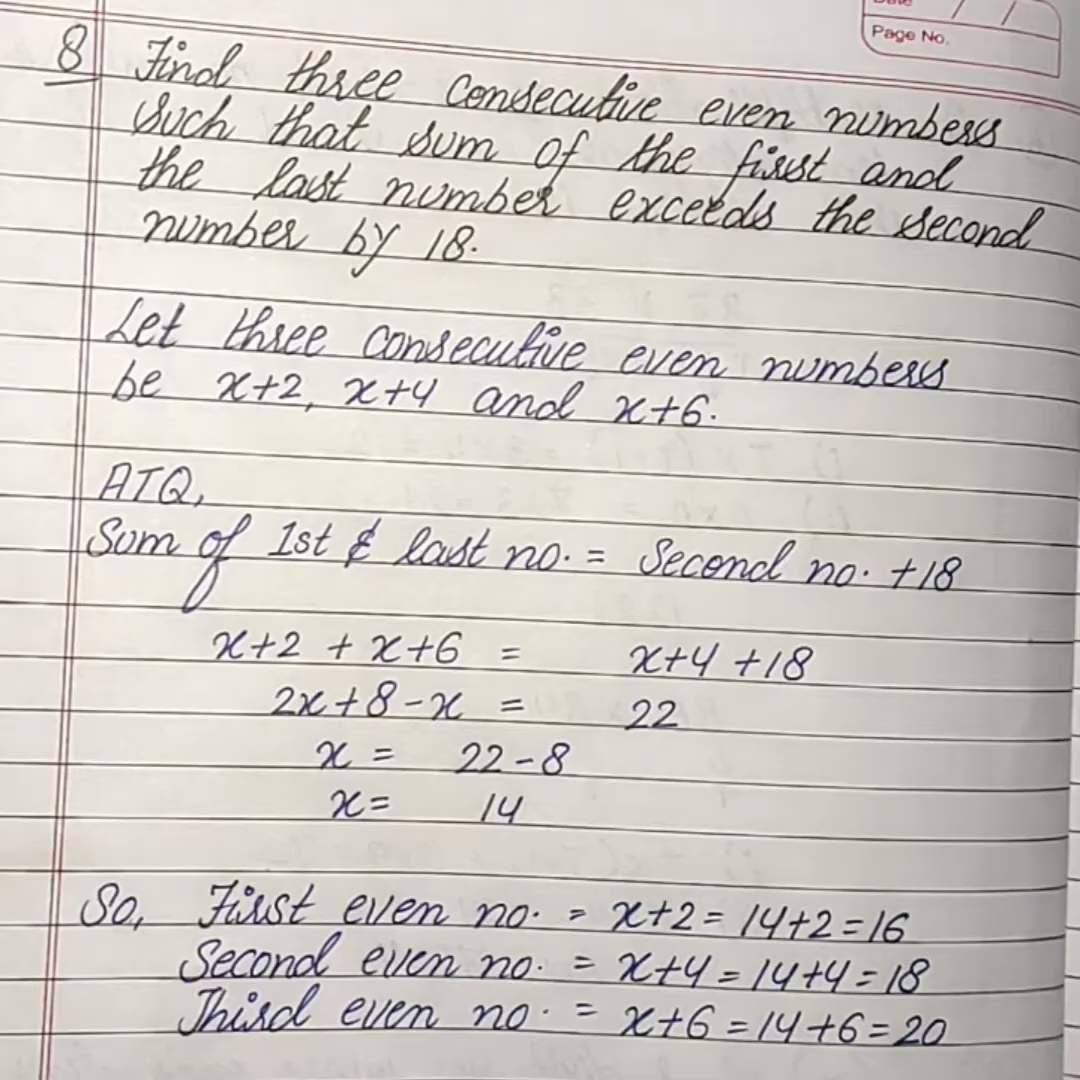 Date / /
Page No.
8 Find three consecutive even numbers
such that sum of the first and
the last number exceeds the second
number by 18.
Let three consecutive even numbers
be x+2, x+4 and x+6.
ATQ,
Sum of 1st & last no. = Second no. +18
x+2 + x+6 = x+4 +18
2x+8-x = 22
x = 22-8
x= 14
So, First even no. = x+2 = 14+2 = 16
Second even no. = x+4 = 14+4 = 18
Third even no. = x+6 = 14+6 = 20